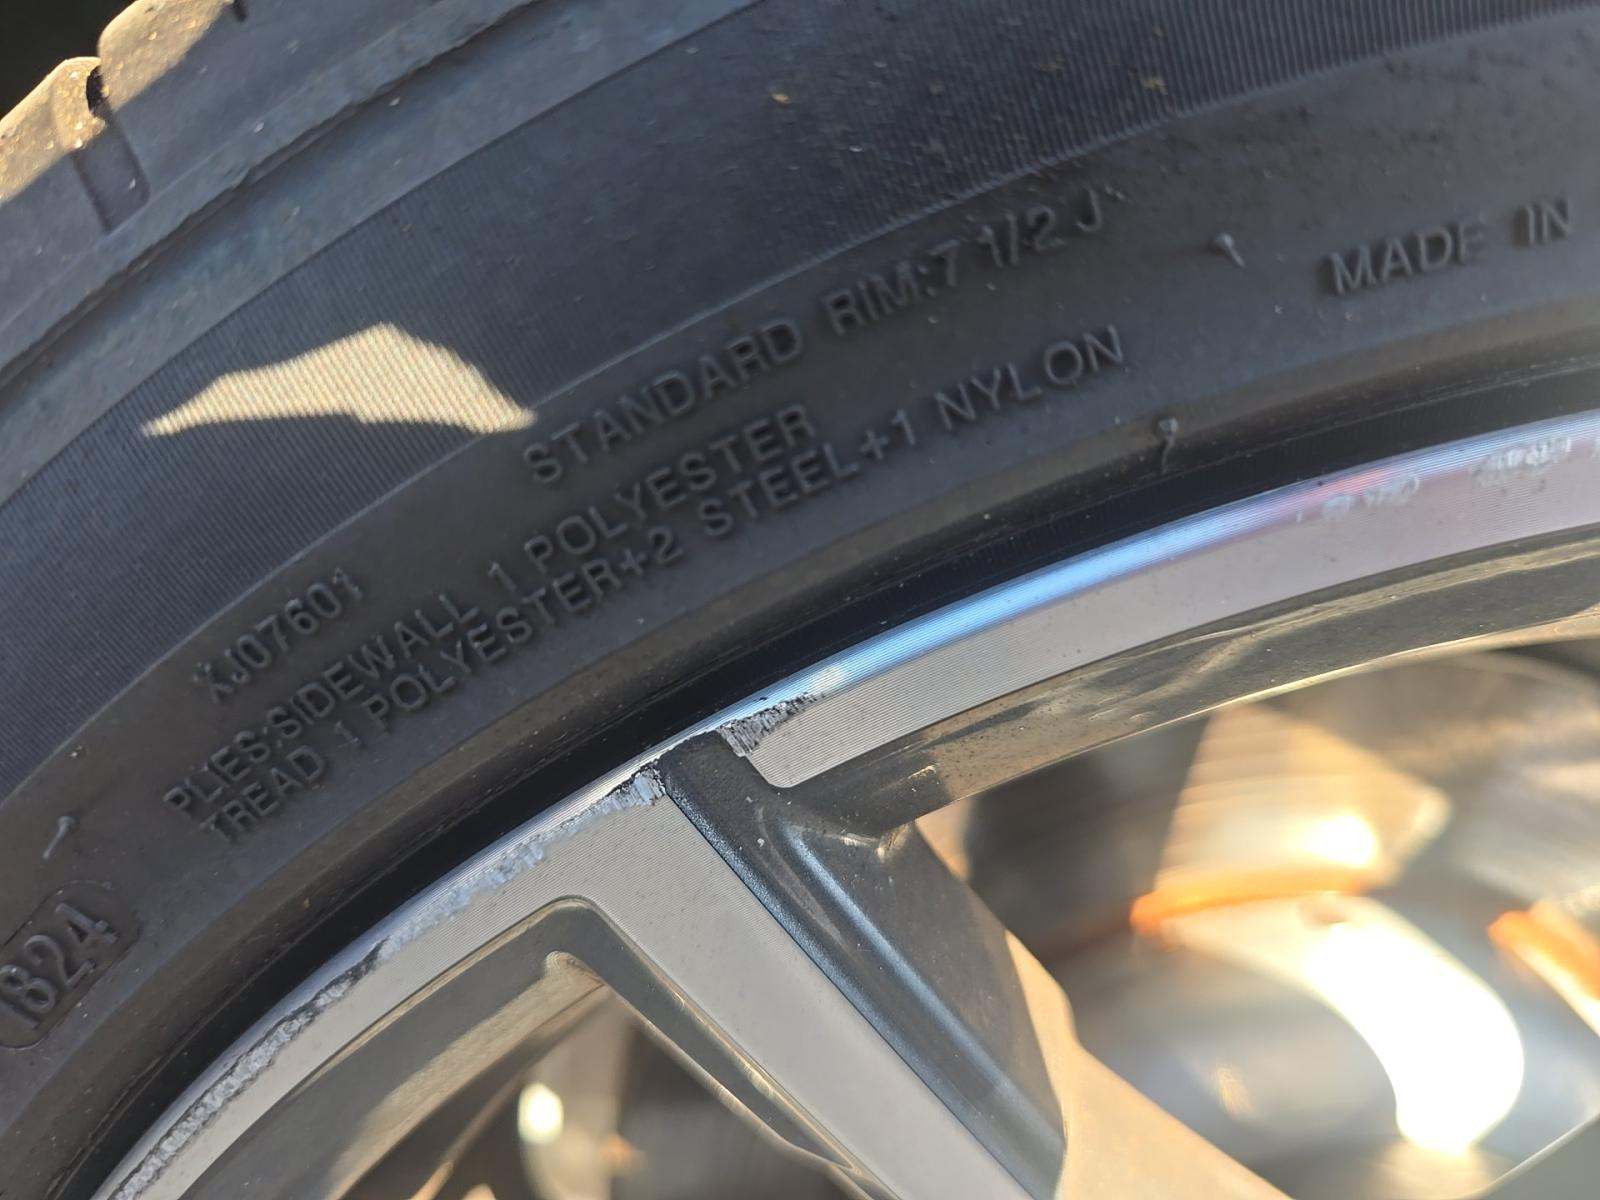 STANDARD RIM:7 1/2 J
MADE IN
XJ07601
PLIES:SIDEWALL 1 POLYESTER
TREAD 1 POLYESTER+2 STEEL+1 NYLON